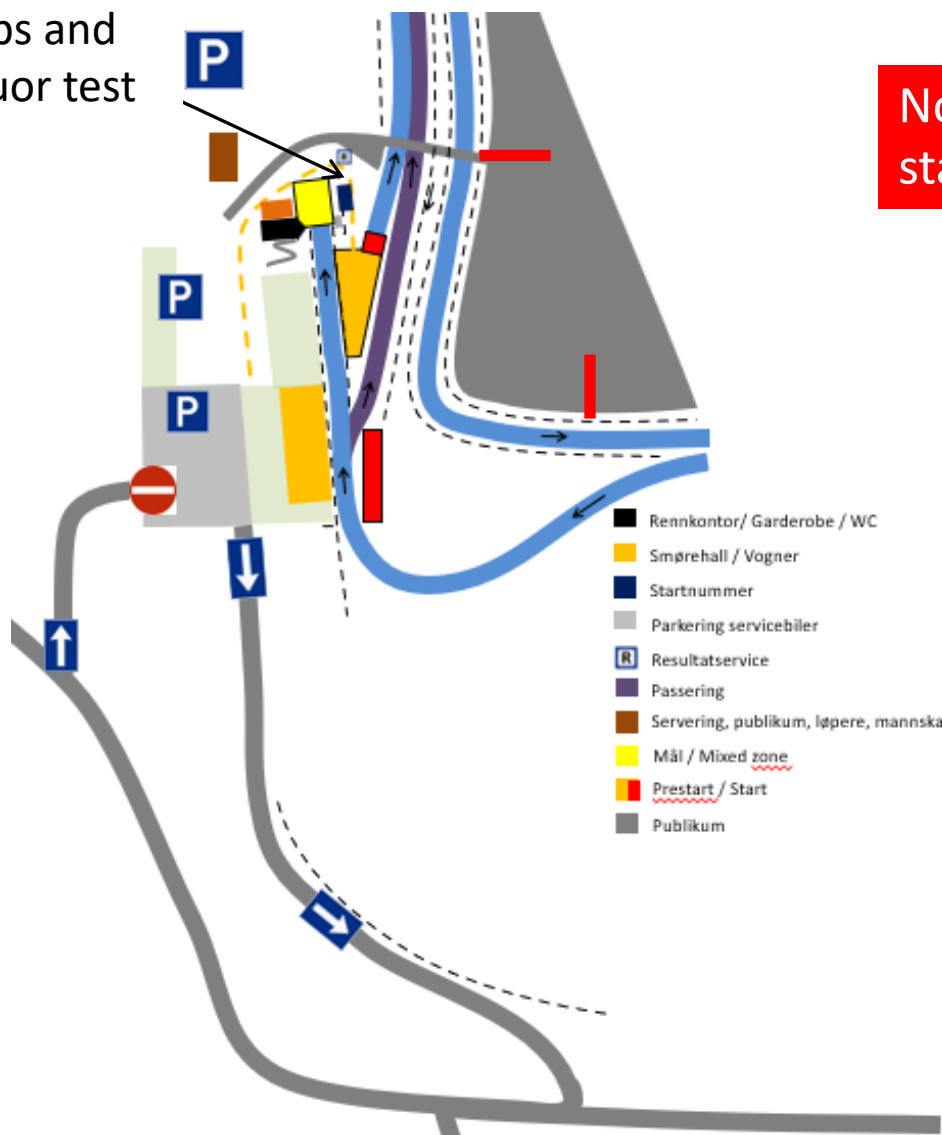 os and
uor test
P
No
sta
R
P
P
Rennkontor/ Garderobe / WC
Smørehall / Vogner
Startnummer
Parkering servicebiler
R Resultatservice
Passering
Servering, publikum, løpere, mannska
Mål / Mixed zone
Prestart / Start
Publikum